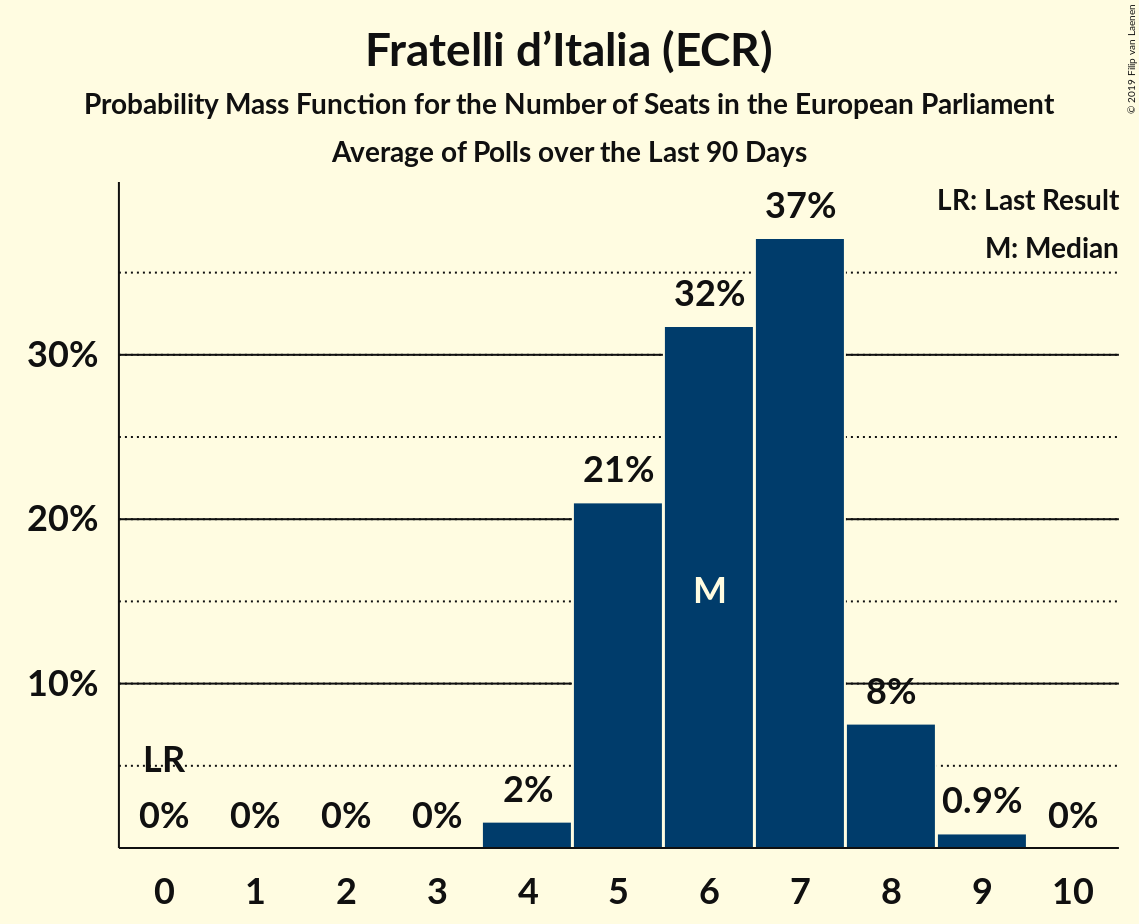 Fratelli d’Italia (ECR)
Probability Mass Function for the Number of Seats in the European Parliament
Average of Polls over the Last 90 Days
© 2019 Filip van Laenen
LR: Last Result
M: Median
37%
32%
30%
21%
20%
M
10%
8%
LR
2%
0.9%
0% 0% 0% 0% 0%
0 1 2 3 4 5 6 7 8 9 10